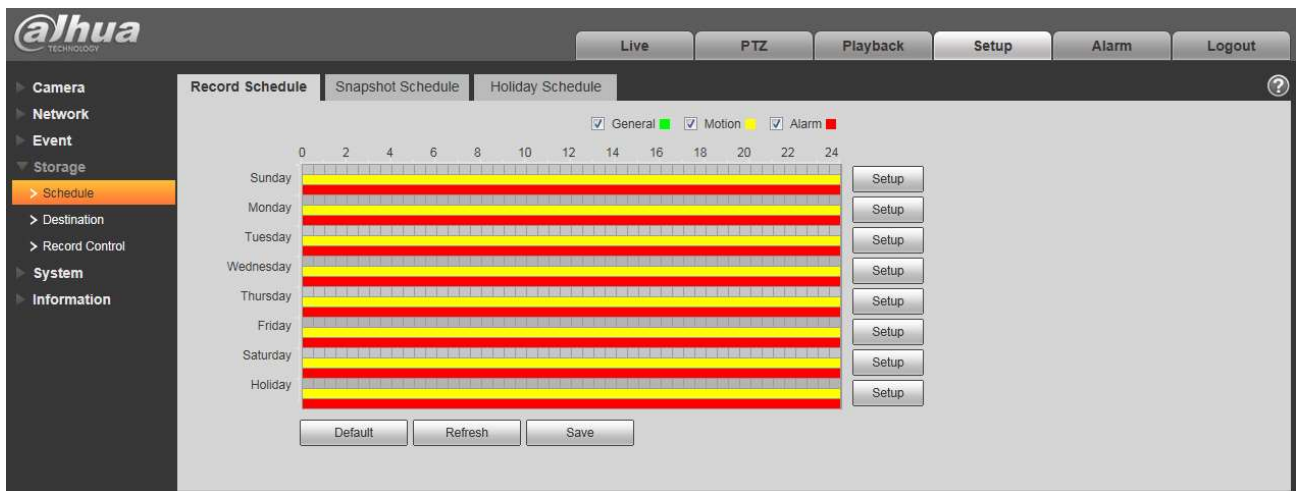 alhua
TECHNOLOGY
Live PTZ Playback Setup Alarm Logout
Camera
Network
Event
Storage
> Schedule
> Destination
> Record Control
System
Information
Record Schedule Snapshot Schedule Holiday Schedule ?
General Motion Alarm
0 2 4 6 8 10 12 14 16 18 20 22 24
Sunday Setup
Monday Setup
Tuesday Setup
Wednesday Setup
Thursday Setup
Friday Setup
Saturday Setup
Holiday Setup
Default Refresh Save